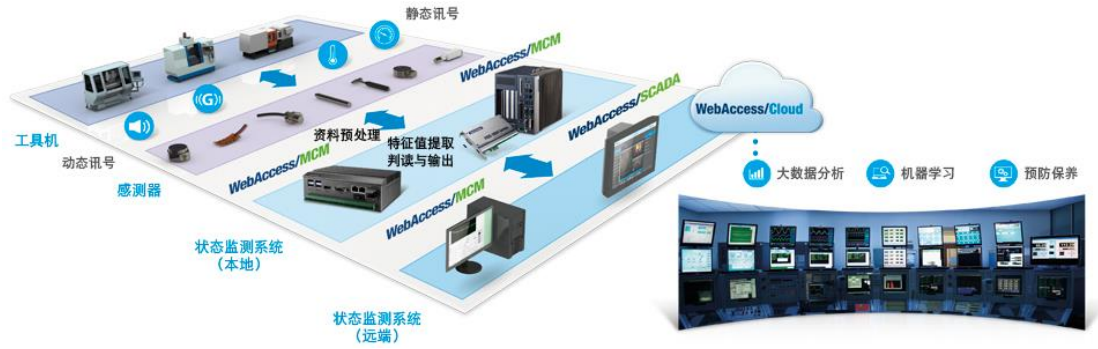 静态讯号
WebAccess/MCM
WebAccess/SCADA
WebAccess/Cloud
工具机
动态讯号
资料预处理
特征值提取
判读与输出
感测器
WebAccess/MCM
WebAccess/MCM
大数据分析
机器学习
预防保养
状态监测系统
（本地）
状态监测系统
（远端）
((G))